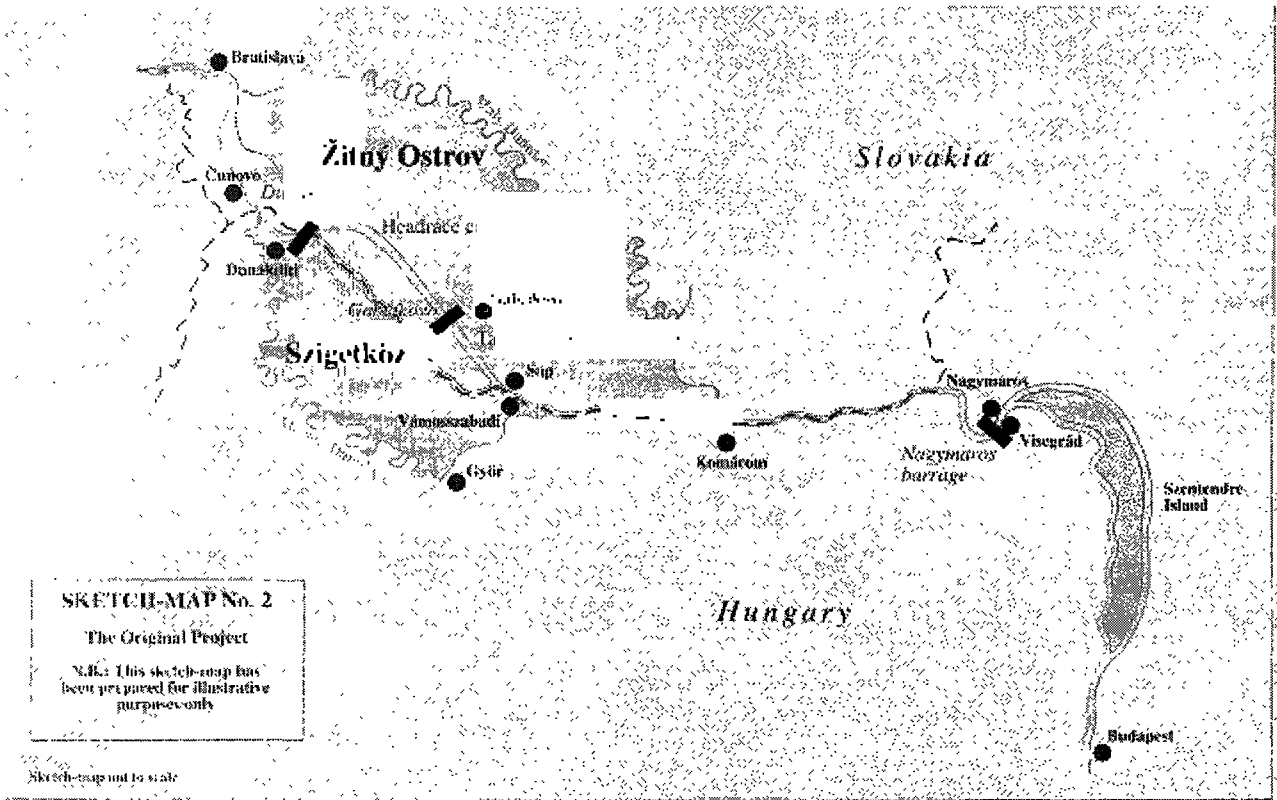 Bratislava
Žitný Ostrov
Slovakia
Čunovo
Du
Headrace c
Dunakiliti
Szigetköz
Sap
Nagymaros
Vámosszabadi
Visegrád
Komárom
Nagymaros
barrage
Győr
Szentendre
Island
SKETCH-MAP No. 2
The Original Project
N.B.: This sketch-map has
been prepared for illustrative
purposes only
Hungary
Budapest
Sketch-map not to scale